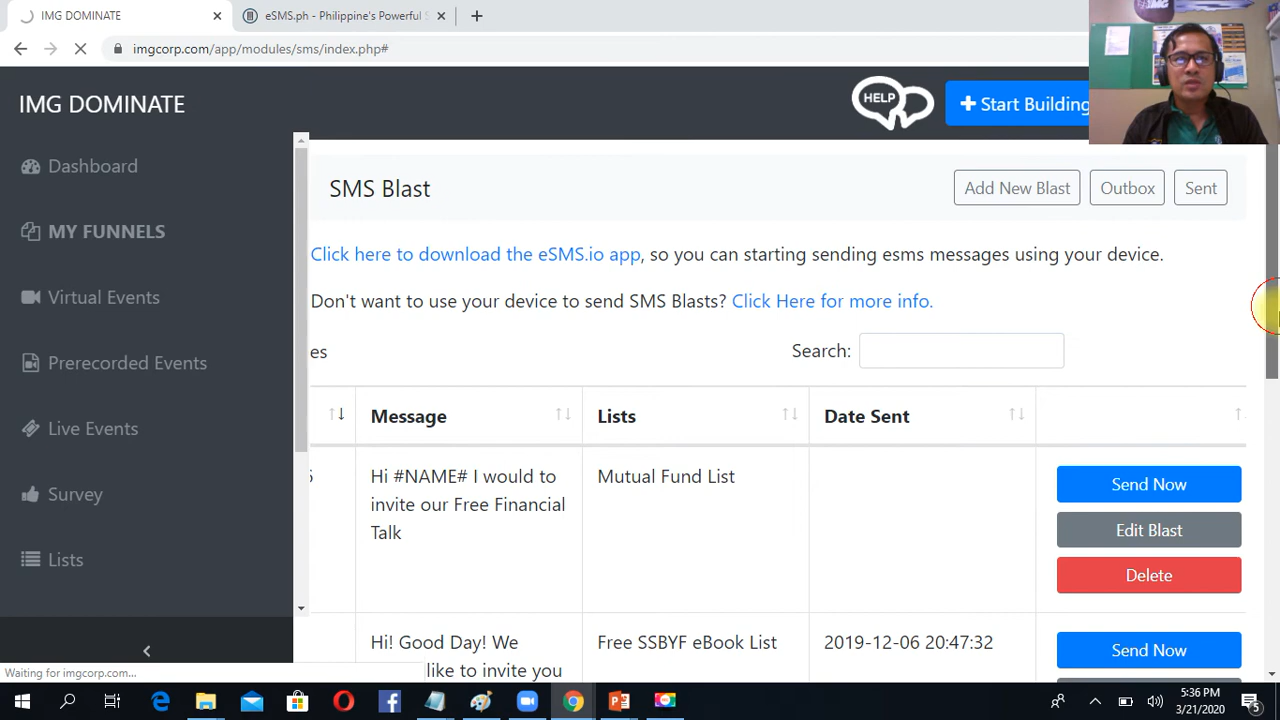 IMG DOMINATE
eSMS.ph - Philippine's Powerful
imgcorp.com/app/modules/sms/index.php#
IMG DOMINATE
HELP
Start Building
Dashboard
MY FUNNELS
Virtual Events
Prerecorded Events
Live Events
Survey
Lists
SMS Blast
Add New Blast
Outbox
Sent
Click here to download the eSMS.io app, so you can starting sending esms messages using your device.
Don't want to use your device to send SMS Blasts? Click Here for more info.
es
Search:
Message
Lists
Date Sent
Hi #NAME# I would to
invite our Free Financial
Talk
Mutual Fund List
Send Now
Edit Blast
Delete
Hi! Good Day! We
like to invite you
Free SSBYF eBook List
2019-12-06 20:47:32
Send Now
Waiting for imgcorp.com...
5:36 PM
3/21/2020
5